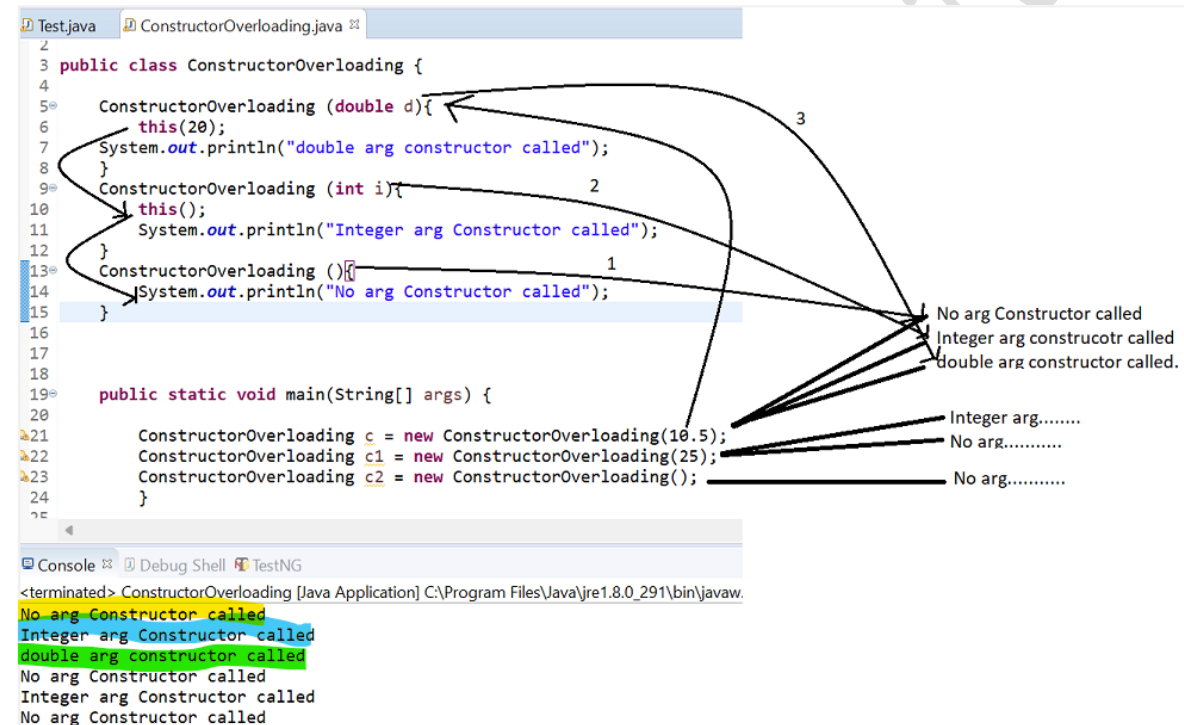 Test.java ConstructorOverloading.java
2
3 public class ConstructorOverloading {
4
5 ConstructorOverloading (double d){
6 this(20);
7 System.out.println("double arg constructor called");
8 }
9 ConstructorOverloading (int i){
10 this();
11 System.out.println("Integer arg Constructor called");
12 }
13 ConstructorOverloading (){
14 System.out.println("No arg Constructor called");
15 }
16
17
18
19 public static void main(String[] args) {
20
21 ConstructorOverloading c = new ConstructorOverloading(10.5);
22 ConstructorOverloading c1 = new ConstructorOverloading(25);
23 ConstructorOverloading c2 = new ConstructorOverloading();
24 }
25
3
2
1
No arg Constructor called
Integer arg construcotr called
double arg constructor called.
Integer arg........
No arg...........
No arg...........
Console Debug Shell TestNG
<terminated> ConstructorOverloading [Java Application] C:\Program Files\Java\jre1.8.0_291\bin\javaw.
No arg Constructor called
Integer arg Constructor called
double arg constructor called
No arg Constructor called
Integer arg Constructor called
No arg Constructor called